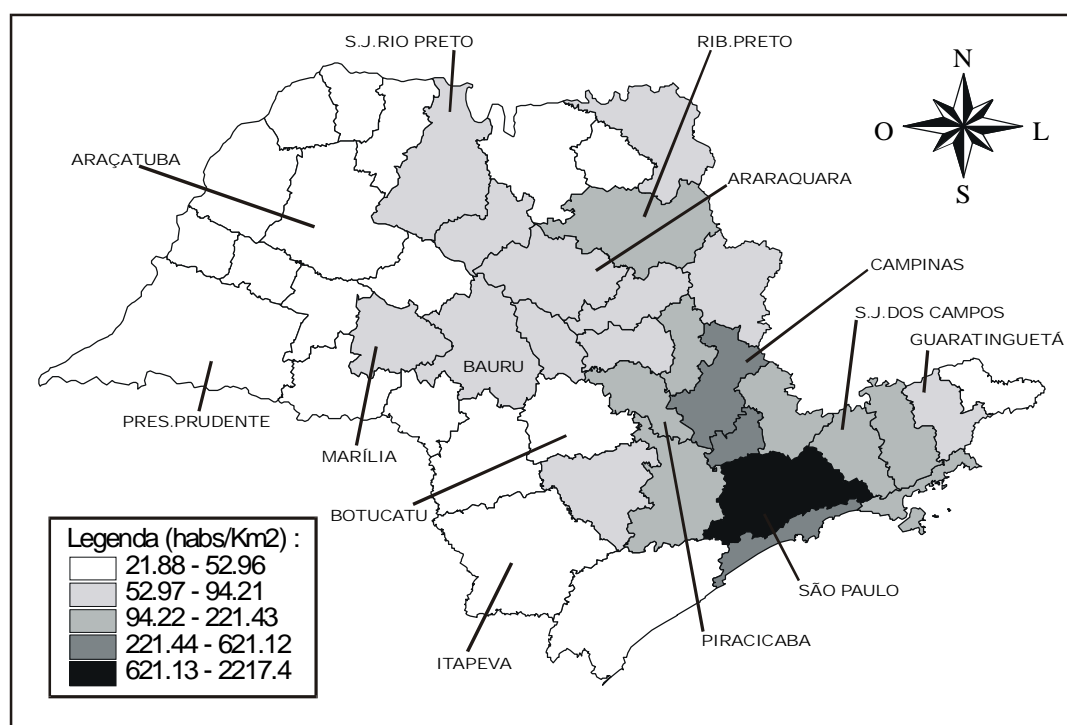 S.J.RIO PRETO
RIB.PRETO
N
O
L
S
ARAÇATUBA
ARARAQUARA
CAMPINAS
S.J.DOS CAMPOS
GUARATINGUETÁ
BAURU
PRES.PRUDENTE
MARÍLIA
BOTUCATU
SÃO PAULO
PIRACICABA
ITAPEVA
Legenda (habs/Km2) :
21.88 - 52.96
52.97 - 94.21
94.22 - 221.43
221.44 - 621.12
621.13 - 2217.4